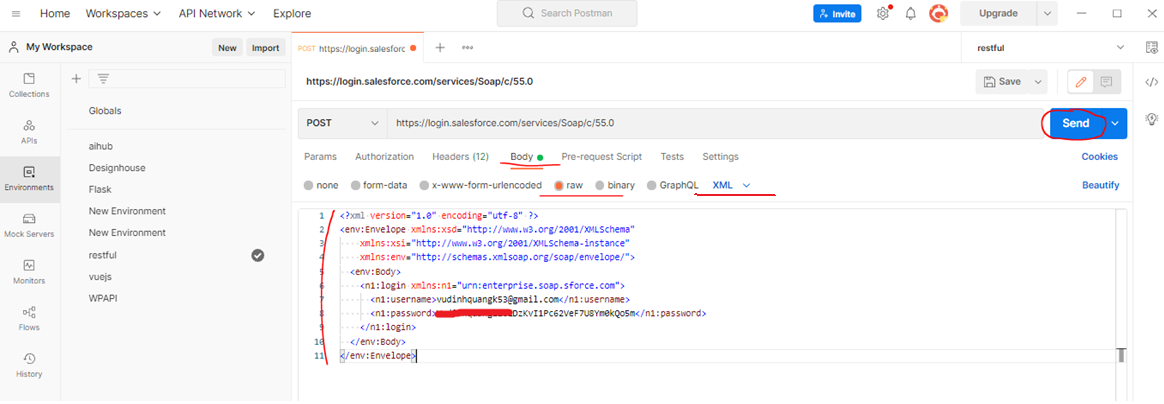 Home Workspaces API Network Explore Search Postman Invite Upgrade
My Workspace New Import POST https://login.salesforc restful
https://login.salesforce.com/services/Soap/c/55.0 Save
Collections
Globals
POST https://login.salesforce.com/services/Soap/c/55.0 Send
APIs
aihub
Params Authorization Headers (12) Body Pre-request Script Tests Settings Cookies
Designhouse
Environments
Flask
none form-data x-www-form-urlencoded raw binary GraphQL XML Beautify
New Environment
Mock Servers
New Environment
restful
Monitors
vuejs
WPAPI
Flows
History
1 <?xml version="1.0" encoding="utf-8" ?>
2 <env:Envelope xmlns:xsd="http://www.w3.org/2001/XMLSchema"
3 xmlns:xsi="http://www.w3.org/2001/XMLSchema-instance"
4 xmlns:env="http://schemas.xmlsoap.org/soap/envelope/">
5 <env:Body>
6 <n1:login xmlns:n1="urn:enterprise.soap.sforce.com">
7 <n1:username>vudinhquangk53@gmail.com</n1:username>
8 <n1:password></n1:password>
9 </n1:login>
10 </env:Body>
11 </env:Envelope>